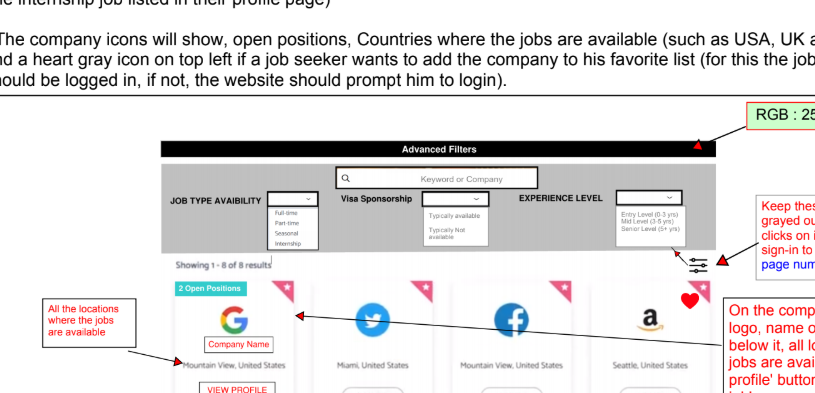 he internship job listed in their profile page)
The company icons will show, open positions, Countries where the jobs are available (such as USA, UK a
nd a heart gray icon on top left if a job seeker wants to add the company to his favorite list (for this the job
hould be logged in, if not, the website should prompt him to login).
RGB : 25
Advanced Filters
Keyword or Company
JOB TYPE AVAIBILITY
Visa Sponsorship
EXPERIENCE LEVEL
Full-time
Part-time
Seasonal
Internship
Typically available
Typically Not
available
Entry Level (0-3 yrs)
Mid Level (3-5 yrs)
Senior Level (5+ yrs)
Keep thes
grayed ou
clicks on i
sign-in to
page num
Showing 1 - 8 of 8 results
2 Open Positions
All the locations
where the jobs
are available
Company Name
Mountain View, United States
Miami, United States
Mountain View, United States
Seattle, United States
VIEW PROFILE
On the comp
logo, name o
below it, all lo
jobs are avai
profile' button